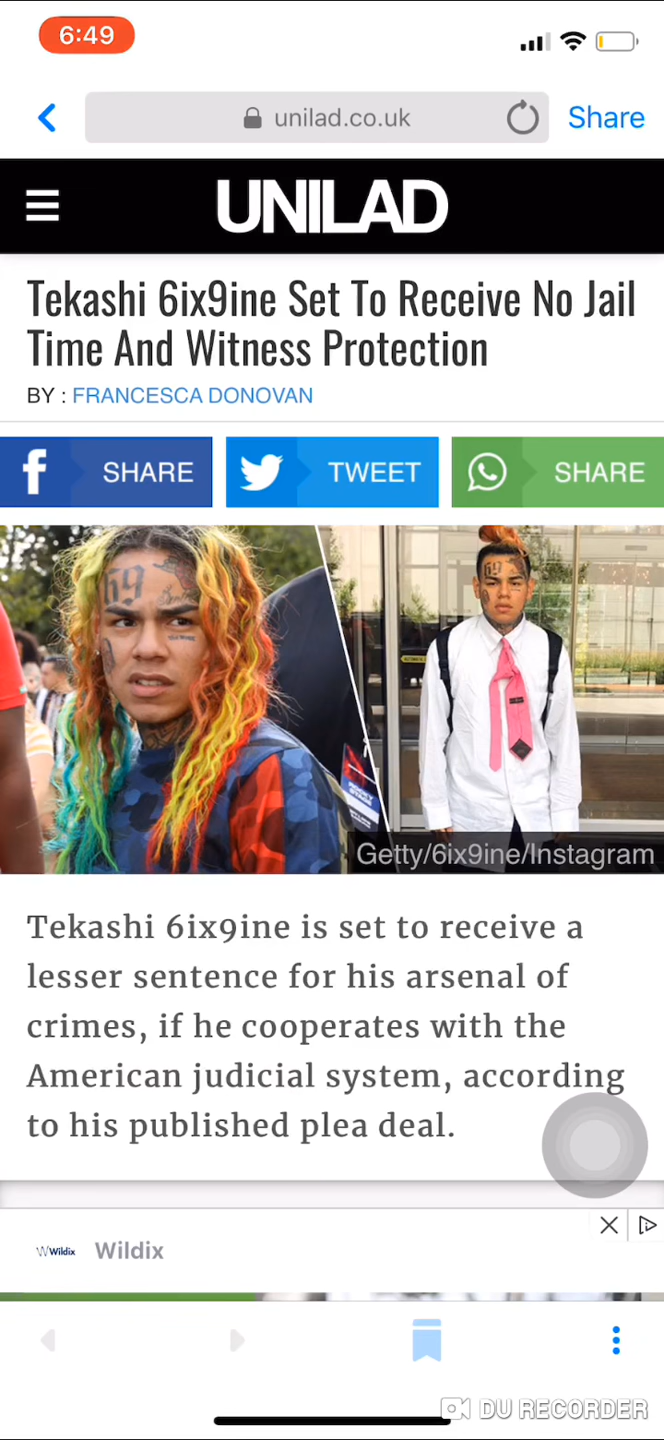 6:49
unilad.co.uk
Share
UNILAD
Tekashi 6ix9ine Set To Receive No Jail
Time And Witness Protection
BY : FRANCESCA DONOVAN
SHARE
TWEET
SHARE
69
69
Getty/6ix9ine/Instagram
Tekashi 6ix9ine is set to receive a
lesser sentence for his arsenal of
crimes, if he cooperates with the
American judicial system, according
to his published plea deal.
Wildix
Wildix
DU RECORDER